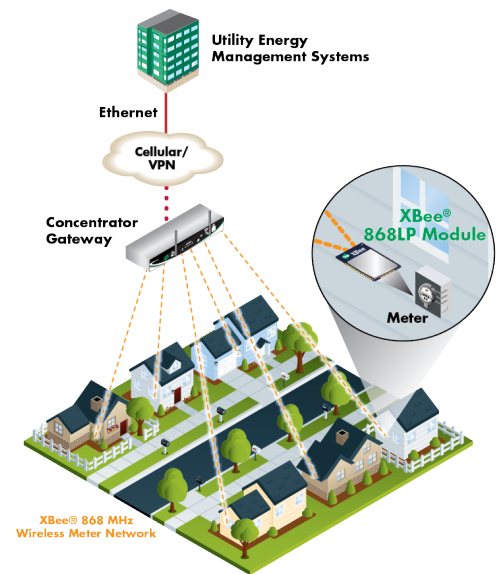 Utility Energy
Management Systems
Ethernet
Cellular/
VPN
Concentrator
Gateway
XBee®
868LP Module
XBee
Meter
XBee® 868 MHz
Wireless Meter Network